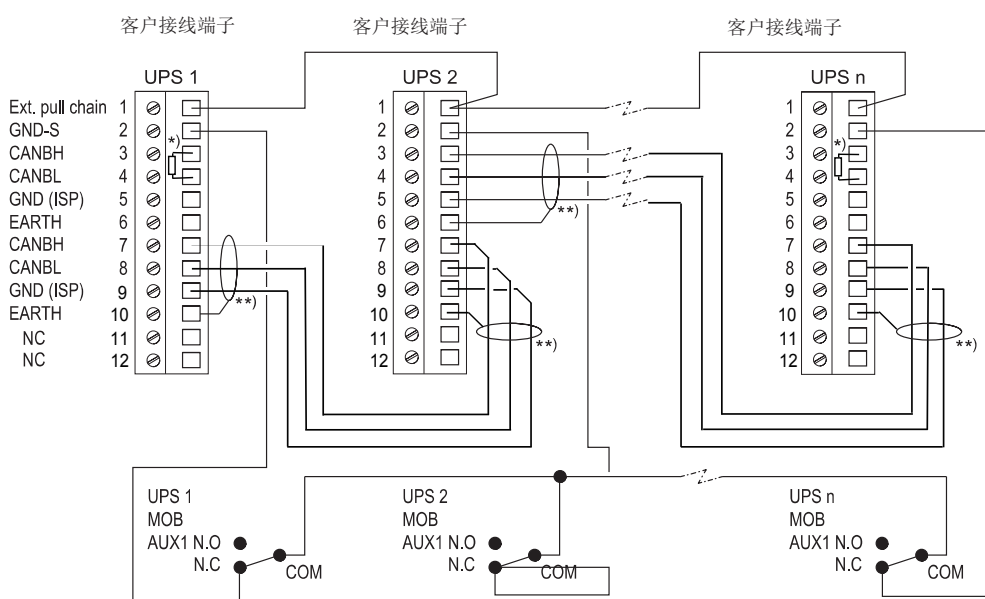 客户接线端子 客户接线端子 客户接线端子
UPS 1 UPS 2 UPS n
Ext. pull chain 1 1 1
GND-S 2 2 2
*) *)
CANBH 3 3 3
CANBL 4 4 4
GND (ISP) 5 5 5
EARTH 6 6 **) 6
CANBH 7 7 7
CANBL 8 8 8
GND (ISP) 9 9 9
**)
EARTH 10 10 10
NC 11 11 11
**) **)
NC 12 12 12
UPS 1 UPS 2 UPS n
MOB MOB MOB
AUX1 N.O AUX1 N.O AUX1 N.O
N.C COM N.C COM N.C COM